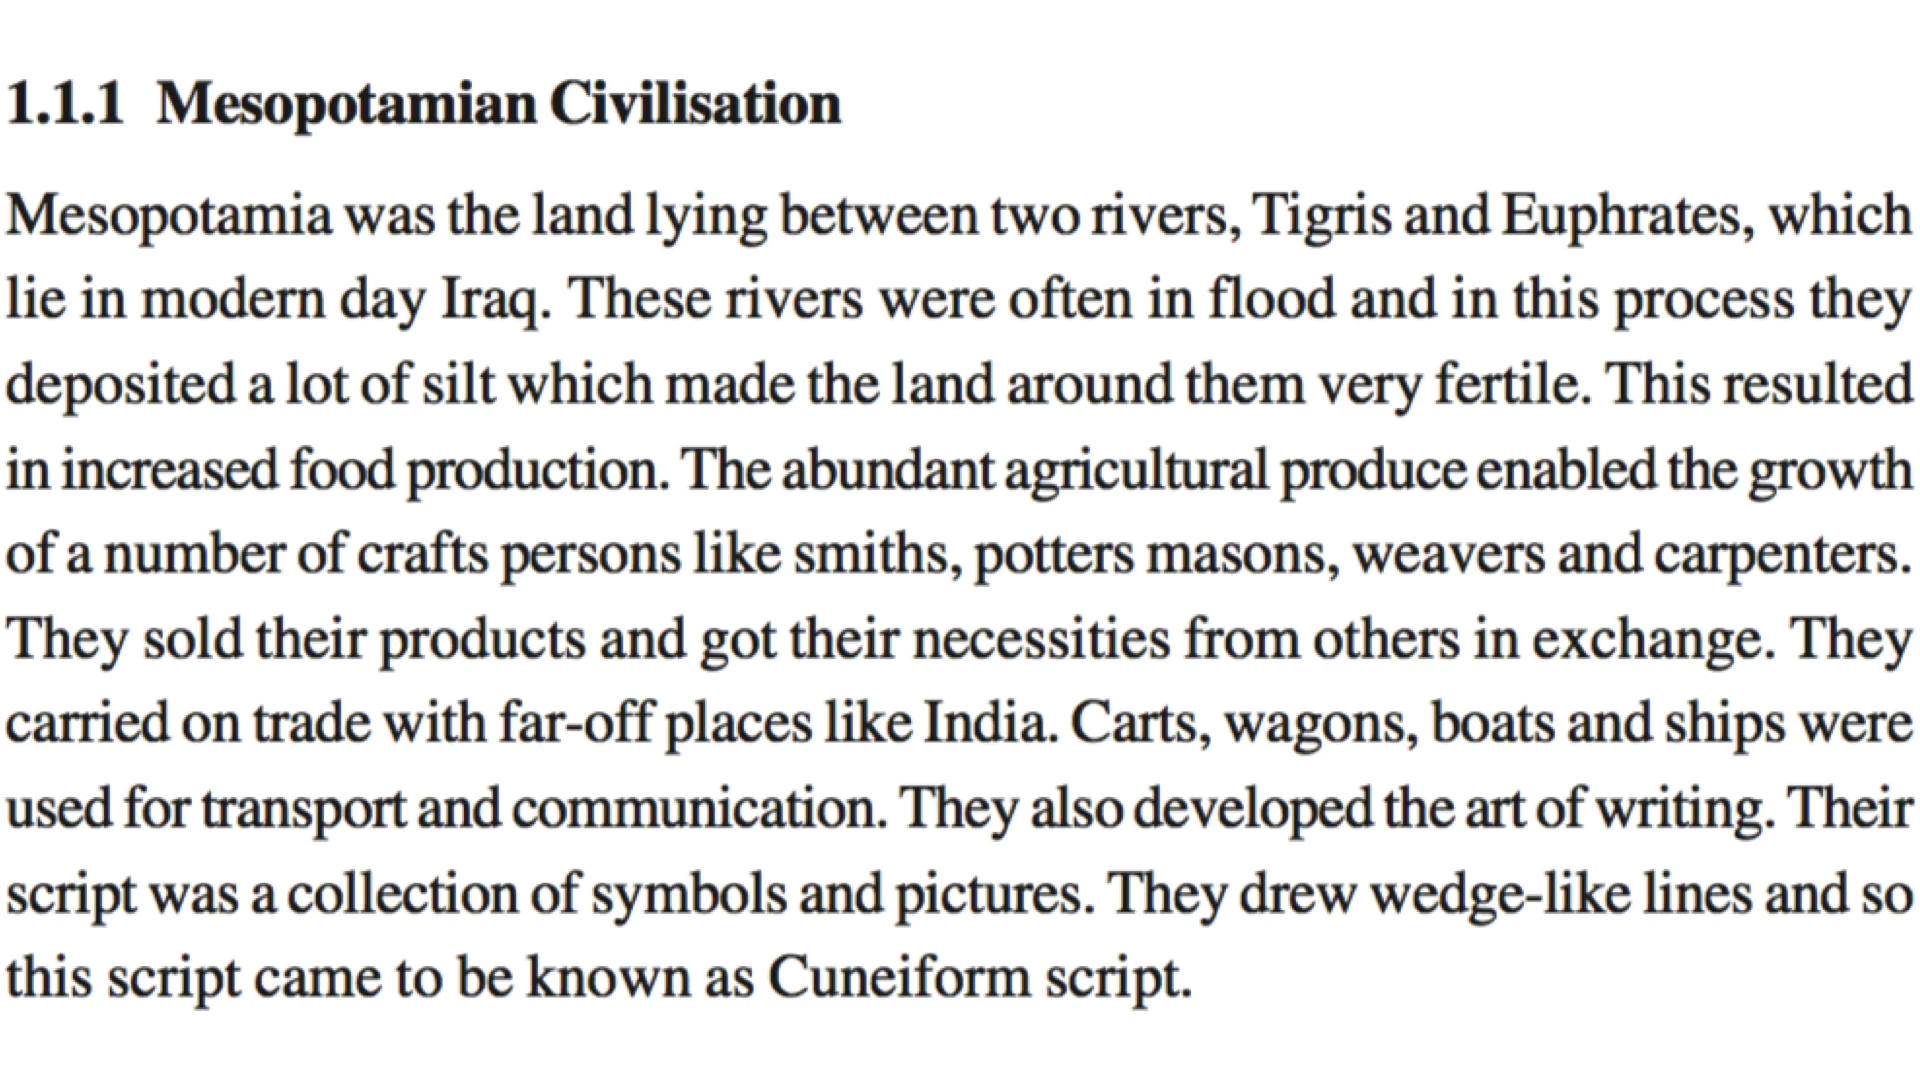 1.1.1 Mesopotamian Civilisation
Mesopotamia was the land lying between two rivers, Tigris and Euphrates, which
lie in modern day Iraq. These rivers were often in flood and in this process they
deposited a lot of silt which made the land around them very fertile. This resulted
in increased food production. The abundant agricultural produce enabled the growth
of a number of crafts persons like smiths, potters masons, weavers and carpenters.
They sold their products and got their necessities from others in exchange. They
carried on trade with far-off places like India. Carts, wagons, boats and ships were
used for transport and communication. They also developed the art of writing. Their
script was a collection of symbols and pictures. They drew wedge-like lines and so
this script came to be known as Cuneiform script.